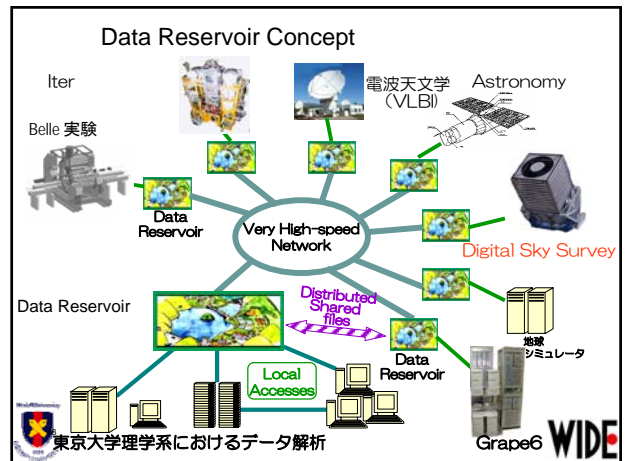 Data Reservoir Concept
Iter
電波天文学
(VLBI)
Astronomy
Belle 実験
Data
Reservoir
Very High-speed
Network
Digital Sky Survey
Data Reservoir
Distributed
Shared
files
Data
Reservoir
地球
シミュレータ
Local
Accesses
東京大学理学系におけるデータ解析
Grape6
WIDE